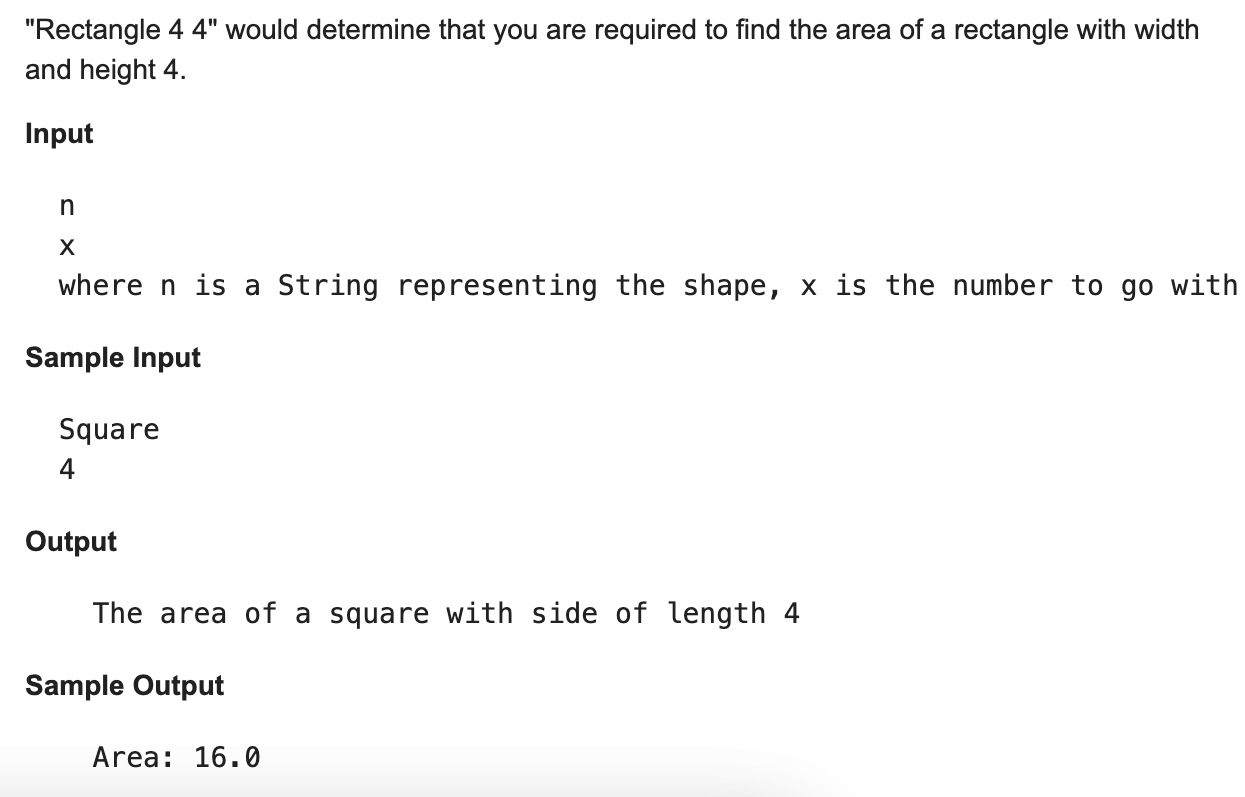 "Rectangle 4 4" would determine that you are required to find the area of a rectangle with width
and height 4.
Input
n
x
where n is a String representing the shape, x is the number to go with
Sample Input
Square
4
Output
The area of a square with side of length 4
Sample Output
Area: 16.0